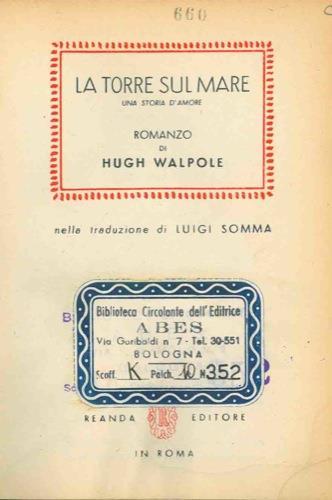 660
LA TORRE SUL MARE
UNA STORIA D'AMORE
ROMANZO
DI
HUGH WALPOLE
nella traduzione di LUIGI SOMMA
Biblioteca Circolante dell'Editrice
ABES
Via Garibaldi n 7 - Tel. 30-551
BOLOGNA
Scaff. K Palch. 10 N. 352
REANDA R EDITORE
IN ROMA